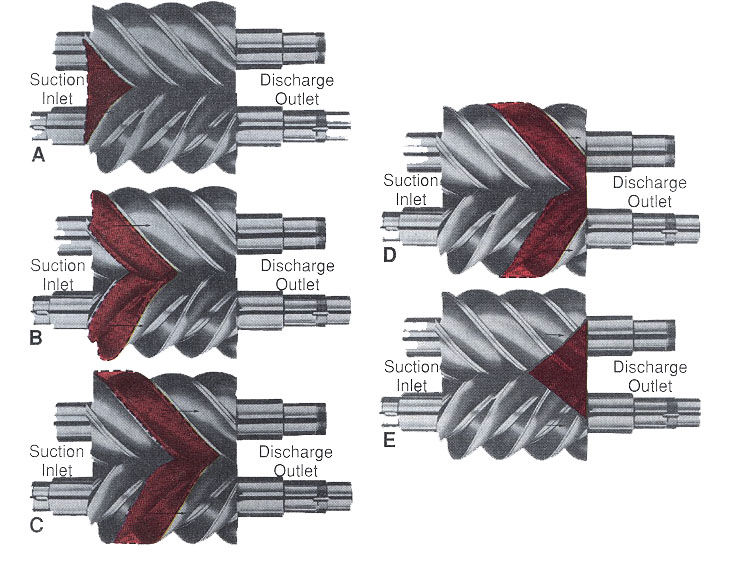 Suction
Inlet
Discharge
Outlet
A
Suction
Inlet
Discharge
Outlet
B
Suction
Inlet
Discharge
Outlet
C
Suction
Inlet
Discharge
Outlet
D
Suction
Inlet
Discharge
Outlet
E